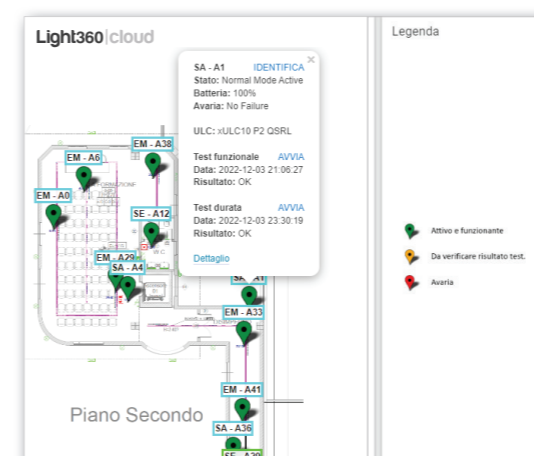 Light360|cloud
Legenda
SA - A1 IDENTIFICA
Stato: Normal Mode Active
Batteria: 100%
Avaria: No Failure
ULC: xULC10 P2 QSRL
Test funzionale AVVIA
Data: 2022-12-03 21:06:27
Risultato: OK
Test durata AVVIA
Data: 2022-12-03 23:30:19
Risultato: OK
Dettaglio
EM - A38
EM - A6
FORMAZIONE
EM - A0
SE - A12
W.C.
EM - A29
SA - A4
EM - A33
EM - A41
Piano Secondo
SA - A36
Attivo e funzionante
Da verificare risultato test.
Avaria